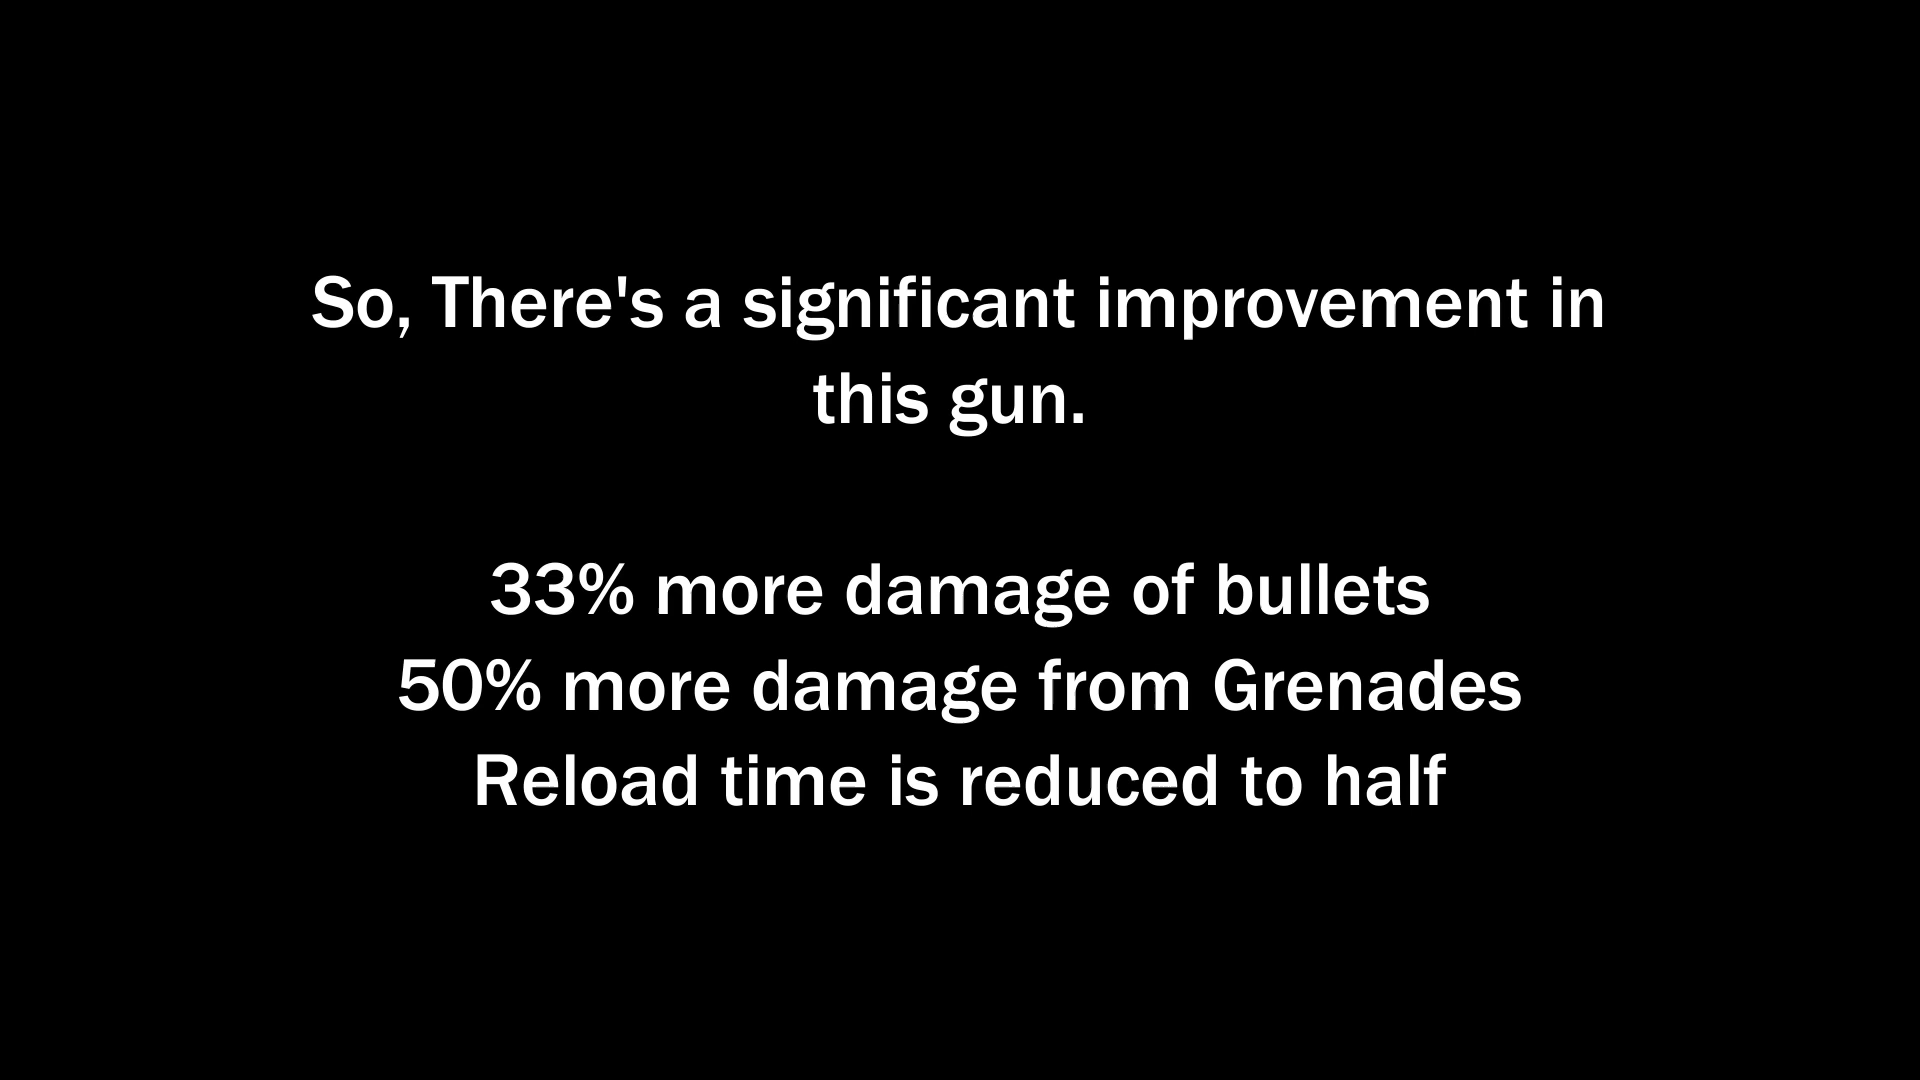 So, There's a significant improvement in
this gun.
33% more damage of bullets
50% more damage from Grenades
Reload time is reduced to half